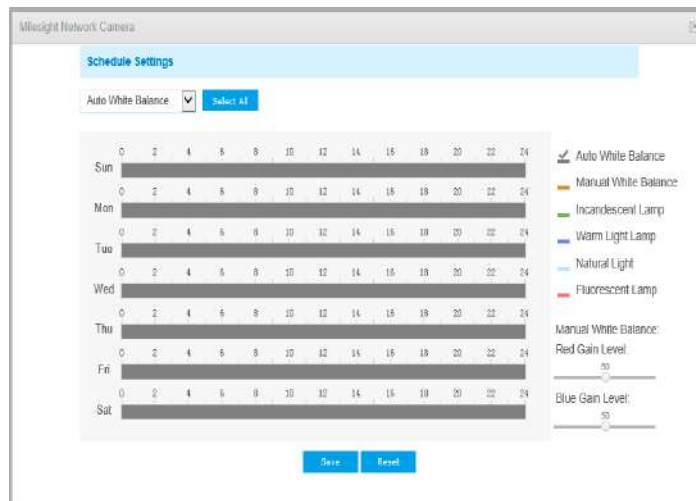 Milesight Network Camera
Schedule Settings
Auto White Balance Select All
0 2 4 6 8 10 12 14 16 18 20 22 24
Sun
0 2 4 6 8 10 12 14 16 18 20 22 24
Mon
0 2 4 6 8 10 12 14 16 18 20 22 24
Tue
0 2 4 6 8 10 12 14 16 18 20 22 24
Wed
0 2 4 6 8 10 12 14 16 18 20 22 24
Thu
0 2 4 6 8 10 12 14 16 18 20 22 24
Fri
0 2 4 6 8 10 12 14 16 18 20 22 24
Sat
Auto White Balance
Manual White Balance
Incandescent Lamp
Warm Light Lamp
Natural Light
Fluorescent Lamp
Manual White Balance:
Red Gain Level:
50
Blue Gain Level:
50
Save Reset